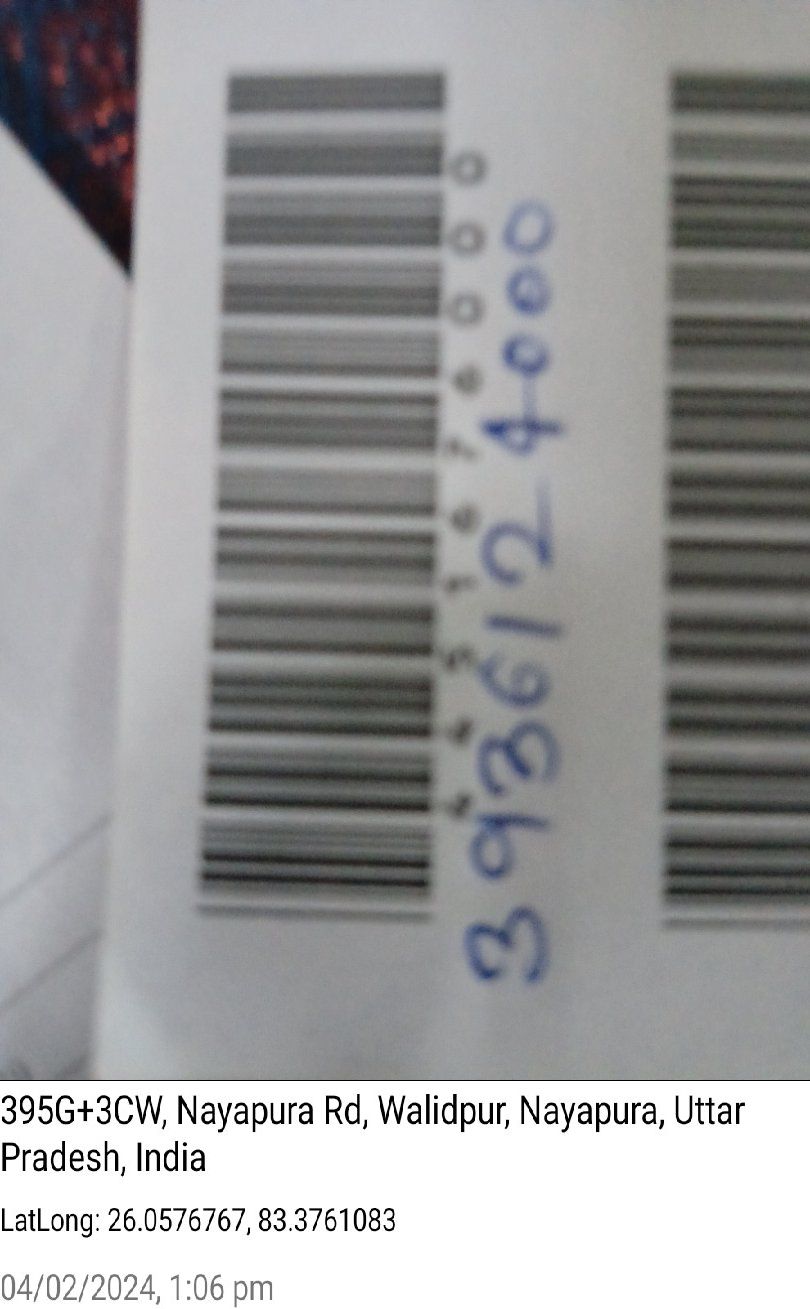 3936124000
395G+3CW, Nayapura Rd, Walidpur, Nayapura, Uttar
Pradesh, India
LatLong: 26.0576767, 83.3761083
04/02/2024, 1:06 pm